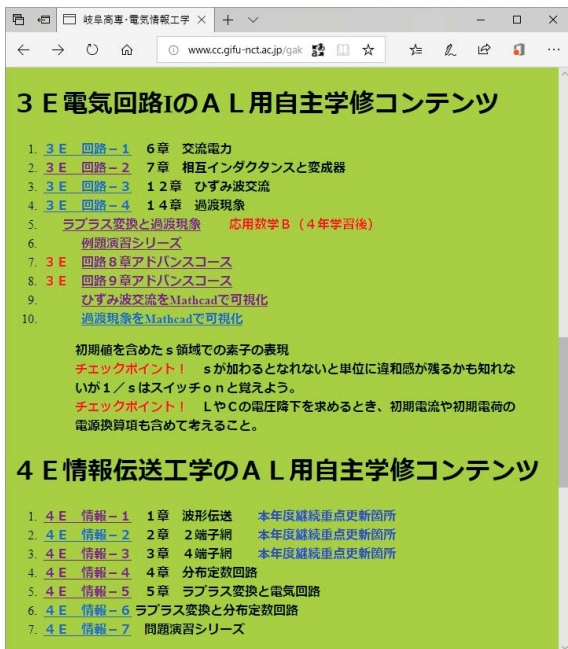 岐阜高専・電気情報工学
www.cc.gifu-nct.ac.jp/gak
3E電気回路IのAL用自主学修コンテンツ
1. 3E 回路－1 6章 交流電力
2. 3E 回路－2 7章 相互インダクタンスと変成器
3. 3E 回路－3 12章 ひずみ波交流
4. 3E 回路－4 14章 過渡現象
5. ラプラス変換と過渡現象 応用数学B（4年学習後）
6. 例題演習シリーズ
7. 3E 回路8章アドバンスコース
8. 3E 回路9章アドバンスコース
9. ひずみ波交流をMathcadで可視化
10. 過渡現象をMathcadで可視化
初期値を含めたs領域での素子の表現
チェックポイント！ sが加わるとなれないと単位に違和感が残るかも知れな
いが1／sはスイッチonと覚えよう。
チェックポイント！ LやCの電圧降下を求めるとき、初期電流や初期電荷の
電源換算項も含めて考えること。
4E情報伝送工学のAL用自主学修コンテンツ
1. 4E 情報－1 1章 波形伝送 本年度継続重点更新箇所
2. 4E 情報－2 2章 2端子網 本年度継続重点更新箇所
3. 4E 情報－3 3章 4端子網 本年度継続重点更新箇所
4. 4E 情報－4 4章 分布定数回路
5. 4E 情報－5 5章 ラプラス変換と電気回路
6. 4E 情報－6 ラプラス変換と分布定数回路
7. 4E 情報－7 問題演習シリーズ